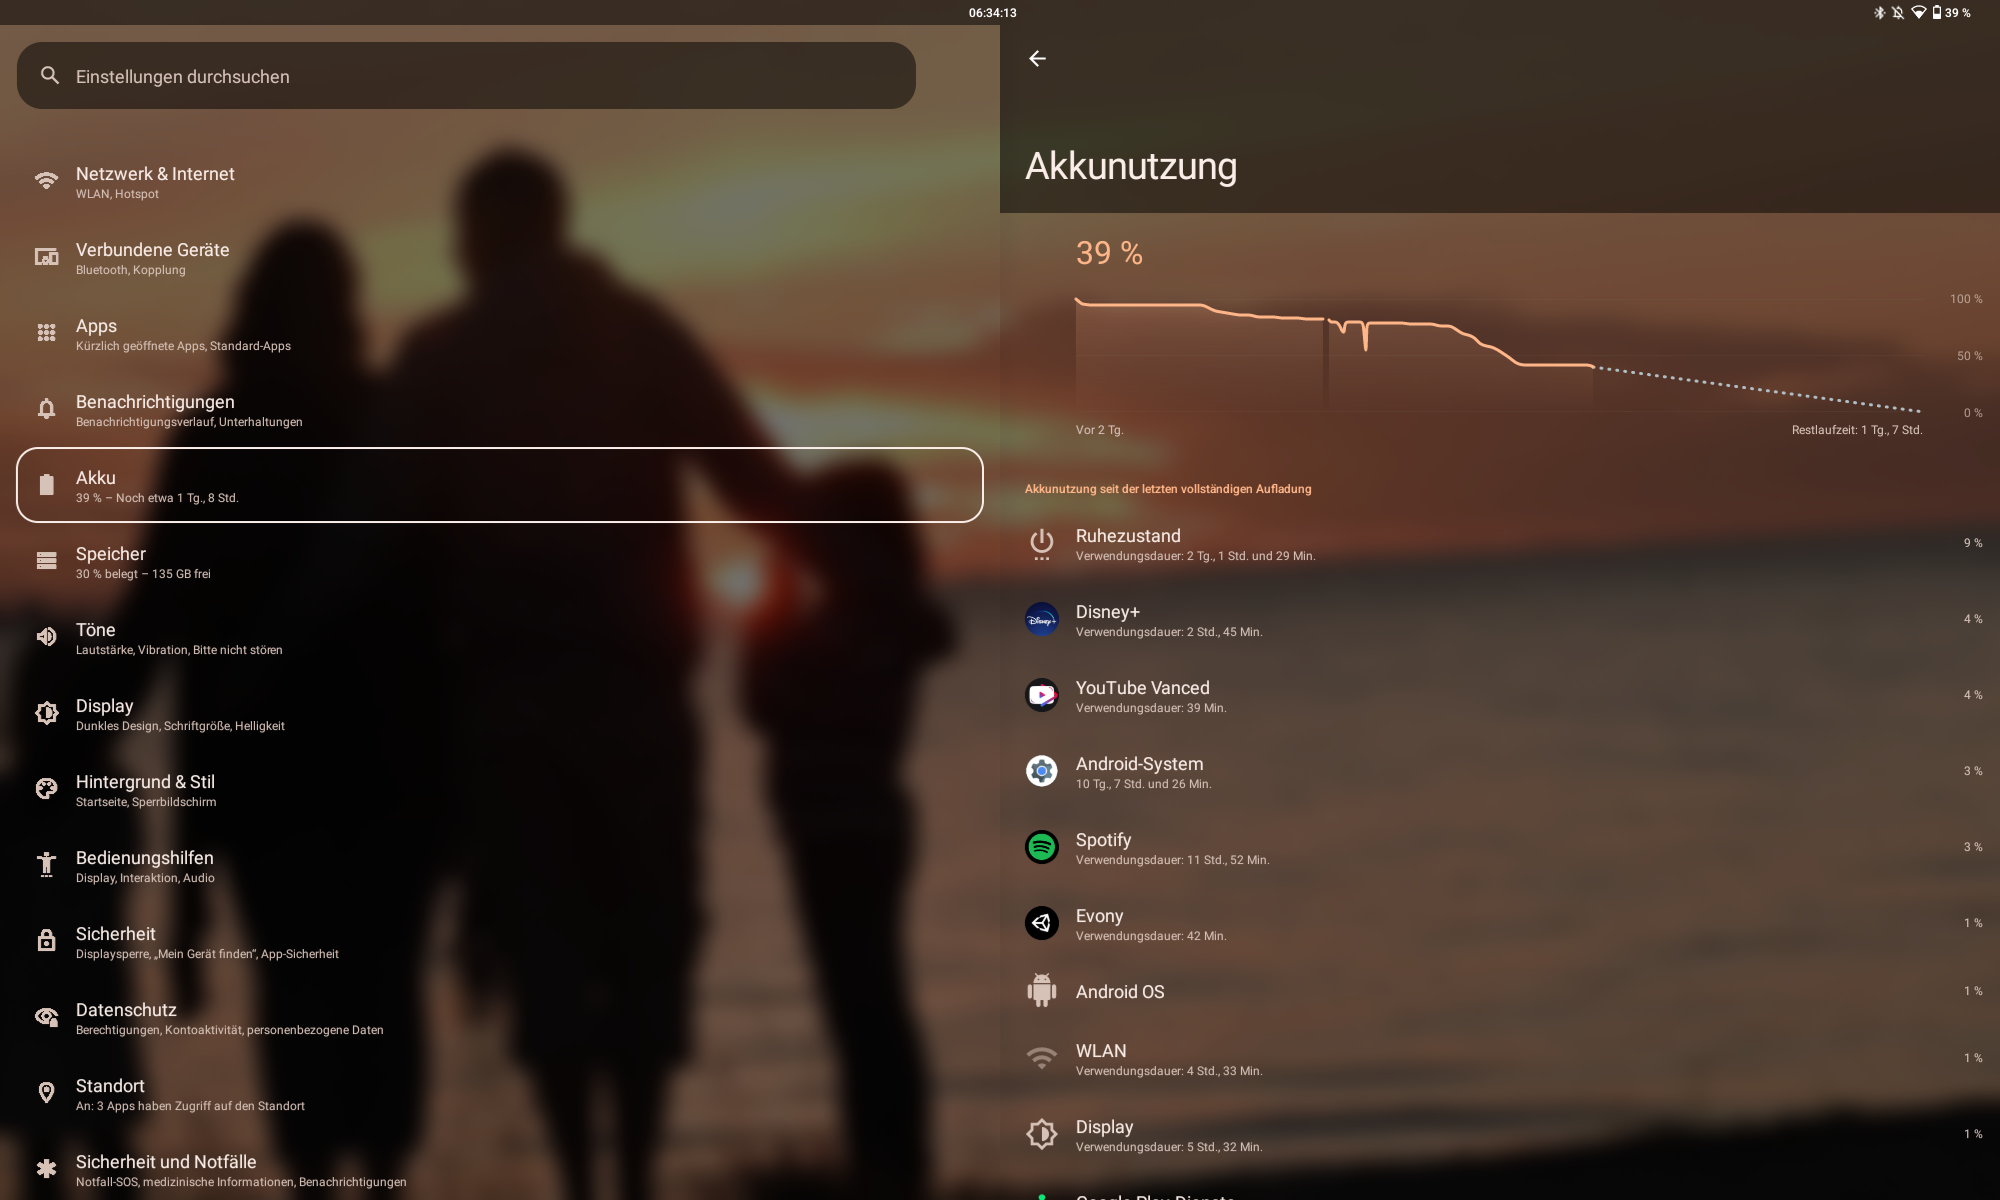 06:34:13
39 %
Einstellungen durchsuchen
Netzwerk & Internet
WLAN, Hotspot
Verbundene Geräte
Bluetooth, Kopplung
Apps
Kürzlich geöffnete Apps, Standard-Apps
Benachrichtigungen
Benachrichtigungsverlauf, Unterhaltungen
Akku
39 % – Noch etwa 1 Tg., 8 Std.
Speicher
30 % belegt – 135 GB frei
Töne
Lautstärke, Vibration, Bitte nicht stören
Display
Dunkles Design, Schriftgröße, Helligkeit
Hintergrund & Stil
Startseite, Sperrbildschirm
Bedienungshilfen
Display, Interaktion, Audio
Sicherheit
Displaysperre, „Mein Gerät finden“, App-Sicherheit
Datenschutz
Berechtigungen, Kontoaktivität, personenbezogene Daten
Standort
An: 3 Apps haben Zugriff auf den Standort
Sicherheit und Notfälle
Notfall-SOS, medizinische Informationen, Benachrichtigungen
Akkunutzung
39 %
100 %
50 %
0 %
Vor 2 Tg.
Restlaufzeit: 1 Tg., 7 Std.
Akkunutzung seit der letzten vollständigen Aufladung
Ruhezustand
9 %
Verwendungsdauer: 2 Tg., 1 Std. und 29 Min.
Disney+
Disney+
4 %
Verwendungsdauer: 2 Std., 45 Min.
YouTube Vanced
4 %
Verwendungsdauer: 39 Min.
Android-System
3 %
10 Tg., 7 Std. und 26 Min.
Spotify
3 %
Verwendungsdauer: 11 Std., 52 Min.
Evony
1 %
Verwendungsdauer: 42 Min.
Android OS
1 %
WLAN
1 %
Verwendungsdauer: 4 Std., 33 Min.
Display
1 %
Verwendungsdauer: 5 Std., 32 Min.
Google Play Dienste